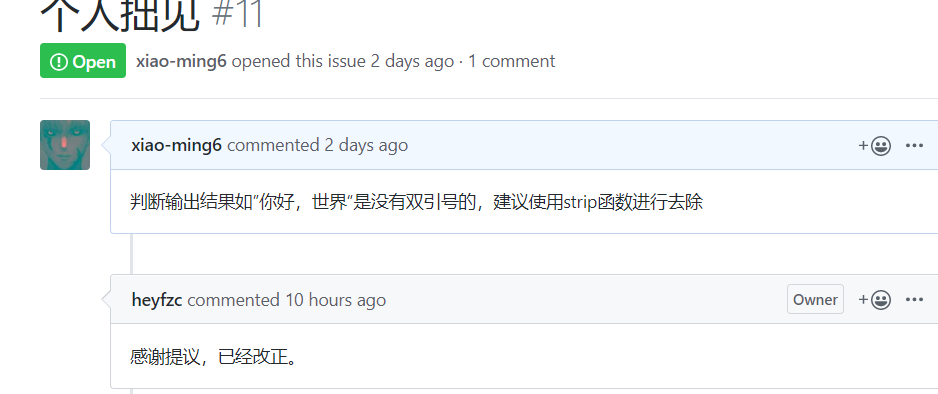 个人拙见 #11
Open xiao-ming6 opened this issue 2 days ago · 1 comment
xiao-ming6 commented 2 days ago
判断输出结果如”你好，世界”是没有双引号的，建议使用strip函数进行去除
heyfzc commented 10 hours ago Owner
感谢提议，已经改正。